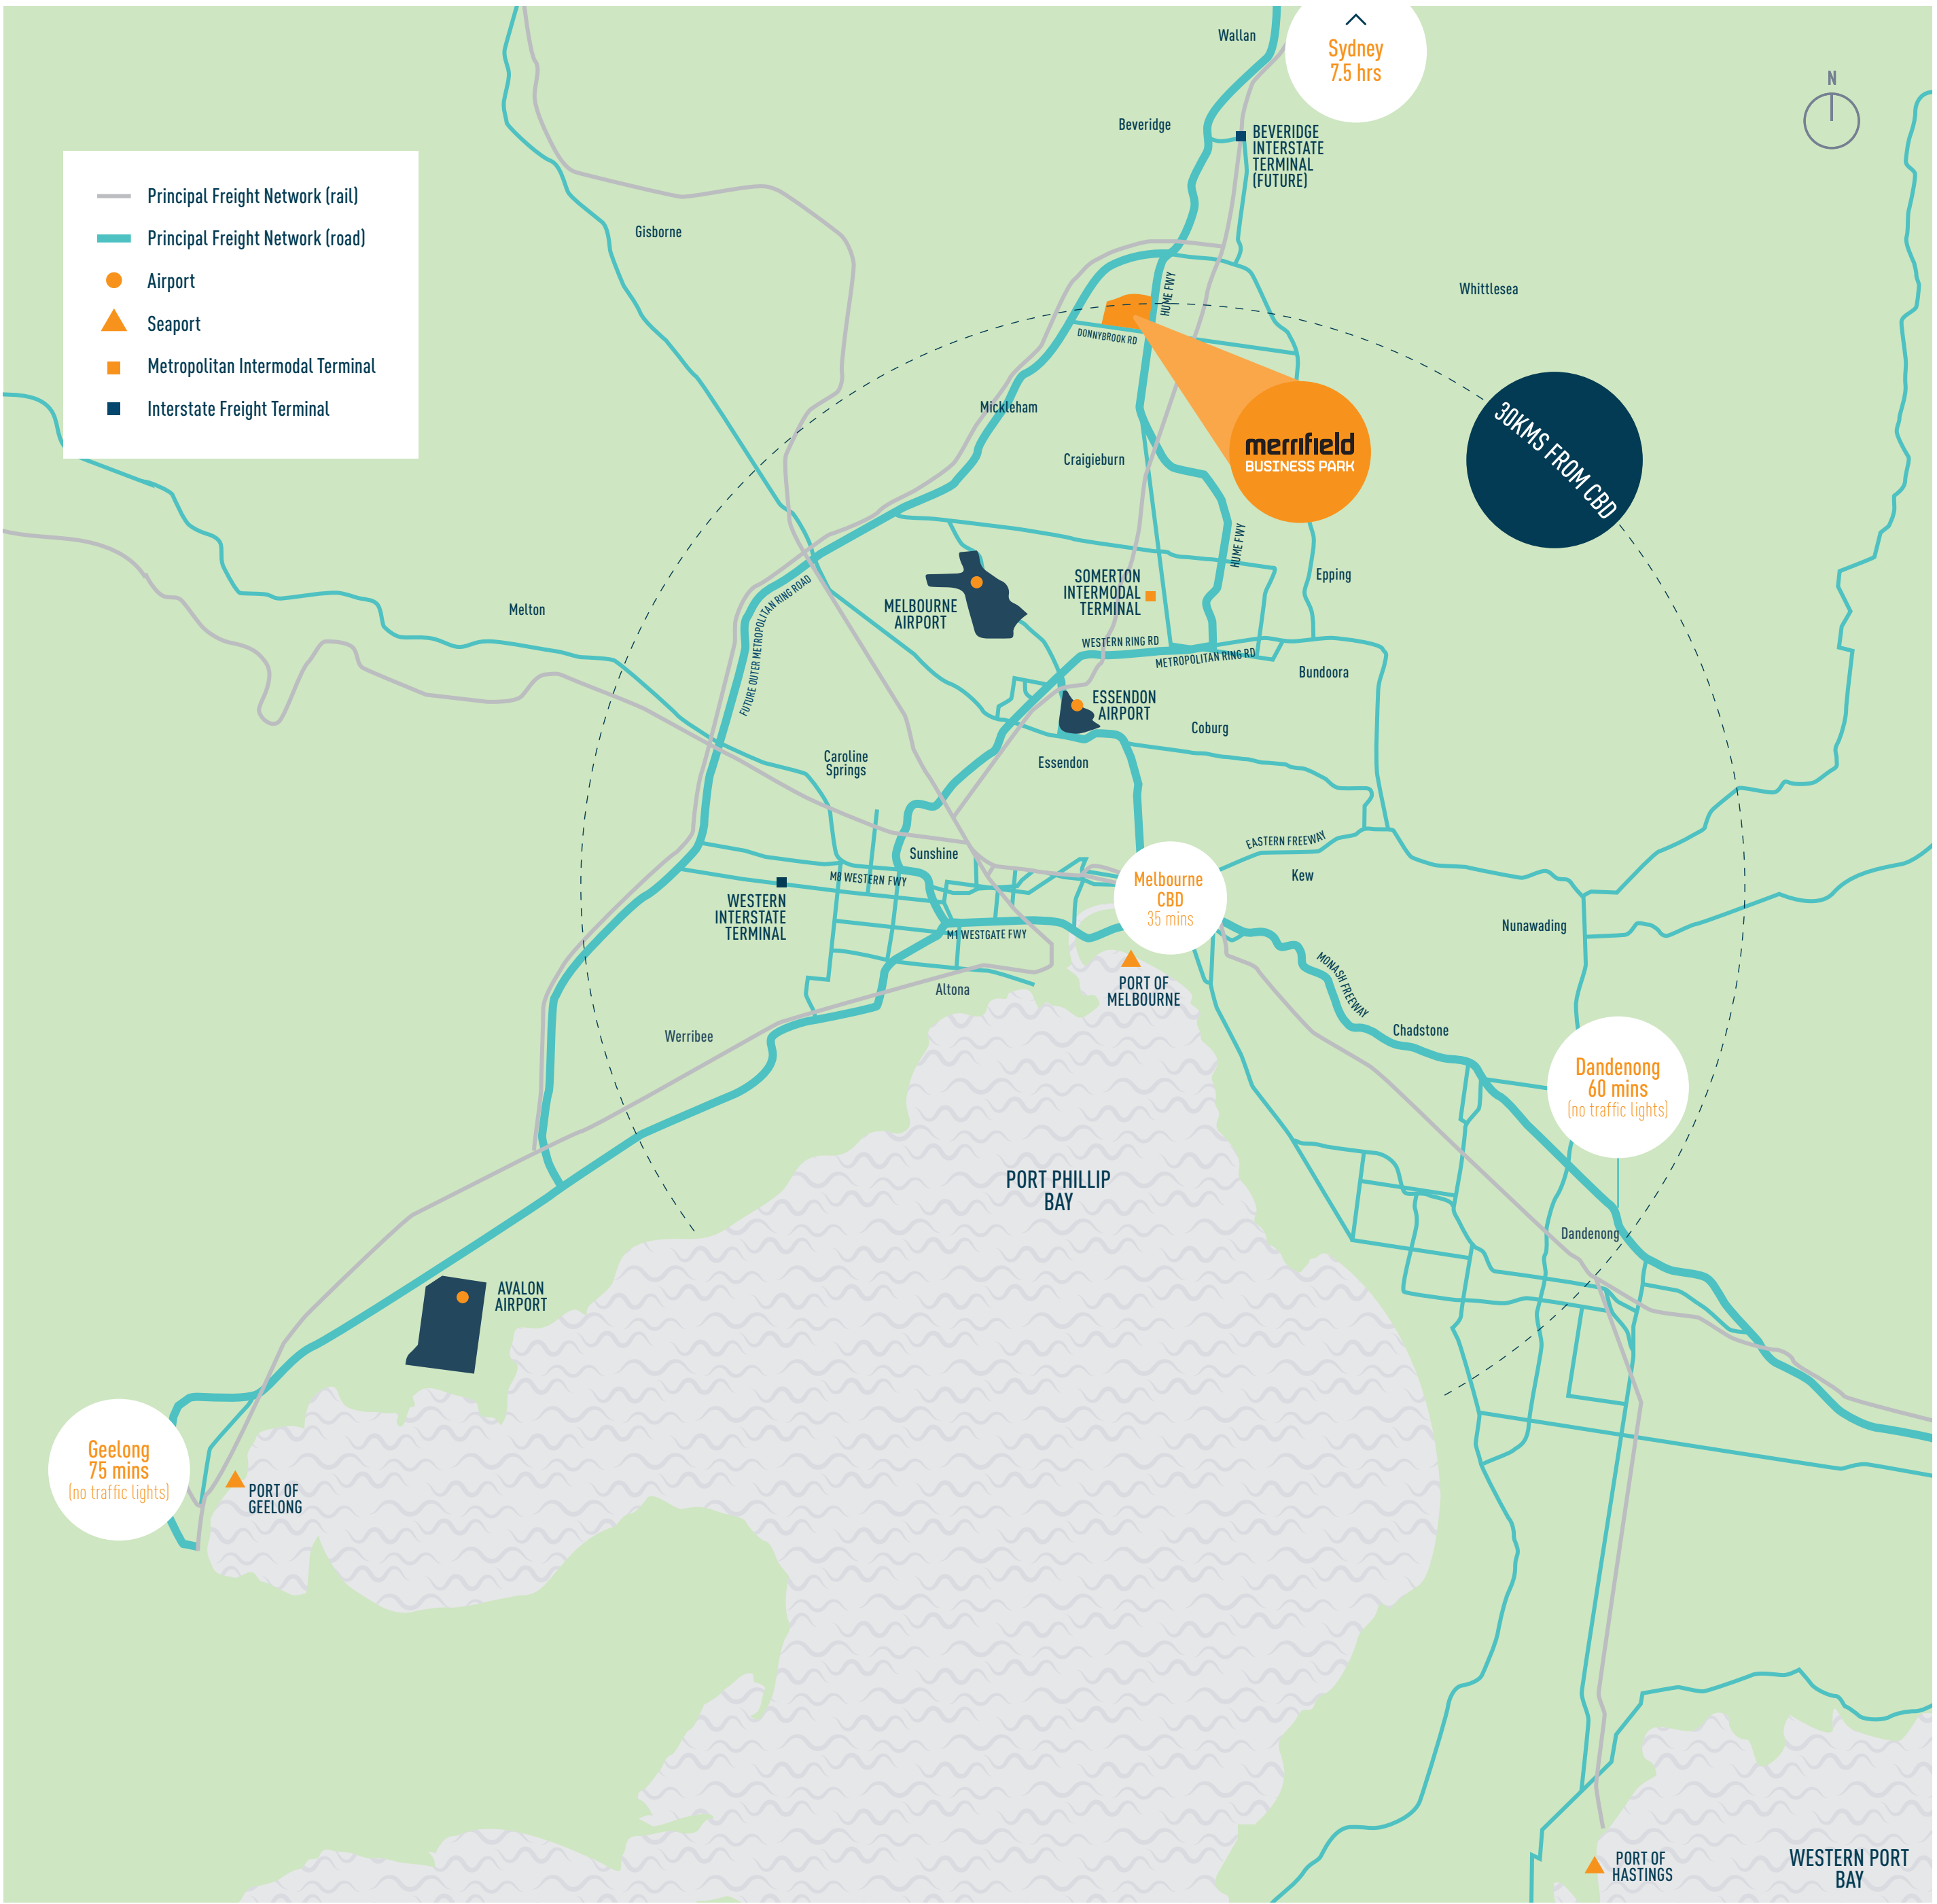 Wallan
Sydney
7.5 hrs
N
Beveridge
BEVERIDGE
INTERSTATE
TERMINAL
(FUTURE)
Principal Freight Network (rail)
Principal Freight Network (road)
Airport
Seaport
Metropolitan Intermodal Terminal
Interstate Freight Terminal
Gisborne
Whittlesea
HUME FWY
DONNYBROOK RD
Mickleham
30KMS FROM CBD
merrifield
BUSINESS PARK
Craigieburn
HUME FWY
Epping
SOMERTON
INTERMODAL
TERMINAL
MELBOURNE
AIRPORT
Melton
FUTURE OUTER METROPOLITAN RING ROAD
WESTERN RING RD
METROPOLITAN RING RD
Bundoora
ESSENDON
AIRPORT
Coburg
Essendon
Caroline
Springs
EASTERN FREEWAY
Sunshine
Kew
M8 WESTERN FWY
Melbourne
CBD
35 mins
WESTERN
INTERSTATE
TERMINAL
Nunawading
M1 WESTGATE FWY
MONASH FREEWAY
Altona
PORT OF
MELBOURNE
Werribee
Chadstone
Dandenong
60 mins
(no traffic lights)
PORT PHILLIP
BAY
Dandenong
AVALON
AIRPORT
Geelong
75 mins
(no traffic lights)
PORT OF
GEELONG
PORT OF
HASTINGS
WESTERN PORT
BAY